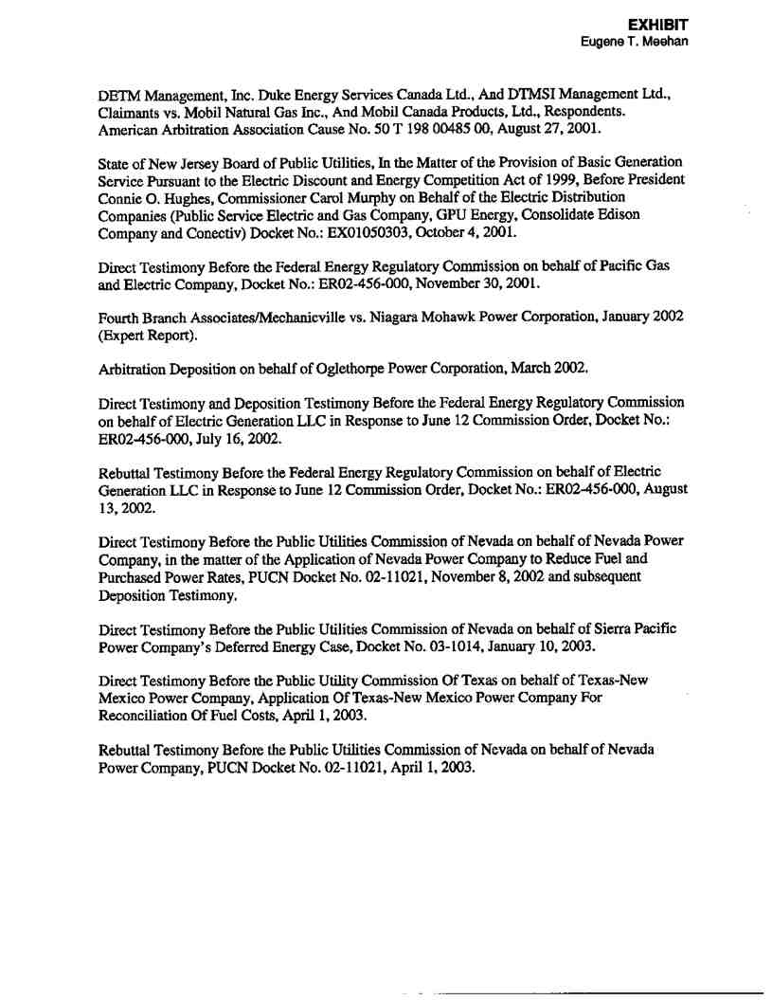 EXHIBIT
Eugene T. Meehan
DETM Management, Inc. Duke Energy Services Canada Ltd., And DTMSI Management Ltd.,
Claimants vs. Mobil Natural Gas Inc., And Mobil Canada Products, Ltd., Respondents.
American Arbitration Association Cause No. 50 T 198 00485 00, August 27, 2001.
State of New Jersey Board of Public Utilities, In the Matter of the Provision of Basic Generation
Service Pursuant to the Electric Discount and Energy Competition Act of 1999, Before President
Connie O. Hughes, Commissioner Carol Murphy on Behalf of the Electric Distribution
Companies (Public Service Electric and Gas Company, GPU Energy, Consolidate Edison
Company and Conectiv) Docket No.: EX01050303, October 4, 2001.
Direct Testimony Before the Federal Energy Regulatory Commission on behalf of Pacific Gas
and Electric Company, Docket No.: ER02-456-000, November 30, 2001.
Fourth Branch Associates/Mechanicville vs. Niagara Mohawk Power Corporation, January 2002
(Expert Report).
Arbitration Deposition on behalf of Oglethorpe Power Corporation, March 2002.
Direct Testimony and Deposition Testimony Before the Federal Energy Regulatory Commission
on behalf of Electric Generation LLC in Response to June 12 Commission Order, Docket No.:
ER02-456-000, July 16, 2002.
Rebuttal Testimony Before the Federal Energy Regulatory Commission on behalf of Electric
Generation LLC in Response to June 12 Commission Order, Docket No.: ER02-456-000, August
13, 2002.
Direct Testimony Before the Public Utilities Commission of Nevada on behalf of Nevada Power
Company, in the matter of the Application of Nevada Power Company to Reduce Fuel and
Purchased Power Rates, PUCN Docket No. 02-11021, November 8, 2002 and subsequent
Deposition Testimony.
Direct Testimony Before the Public Utilities Commission of Nevada on behalf of Sierra Pacific
Power Company's Deferred Energy Case, Docket No. 03-1014, January 10, 2003.
Direct Testimony Before the Public Utility Commission Of Texas on behalf of Texas-New
Mexico Power Company, Application Of Texas-New Mexico Power Company For
Reconciliation Of Fuel Costs, April 1, 2003.
Rebuttal Testimony Before the Public Utilities Commission of Nevada on behalf of Nevada
Power Company, PUCN Docket No. 02-11021, April 1, 2003.